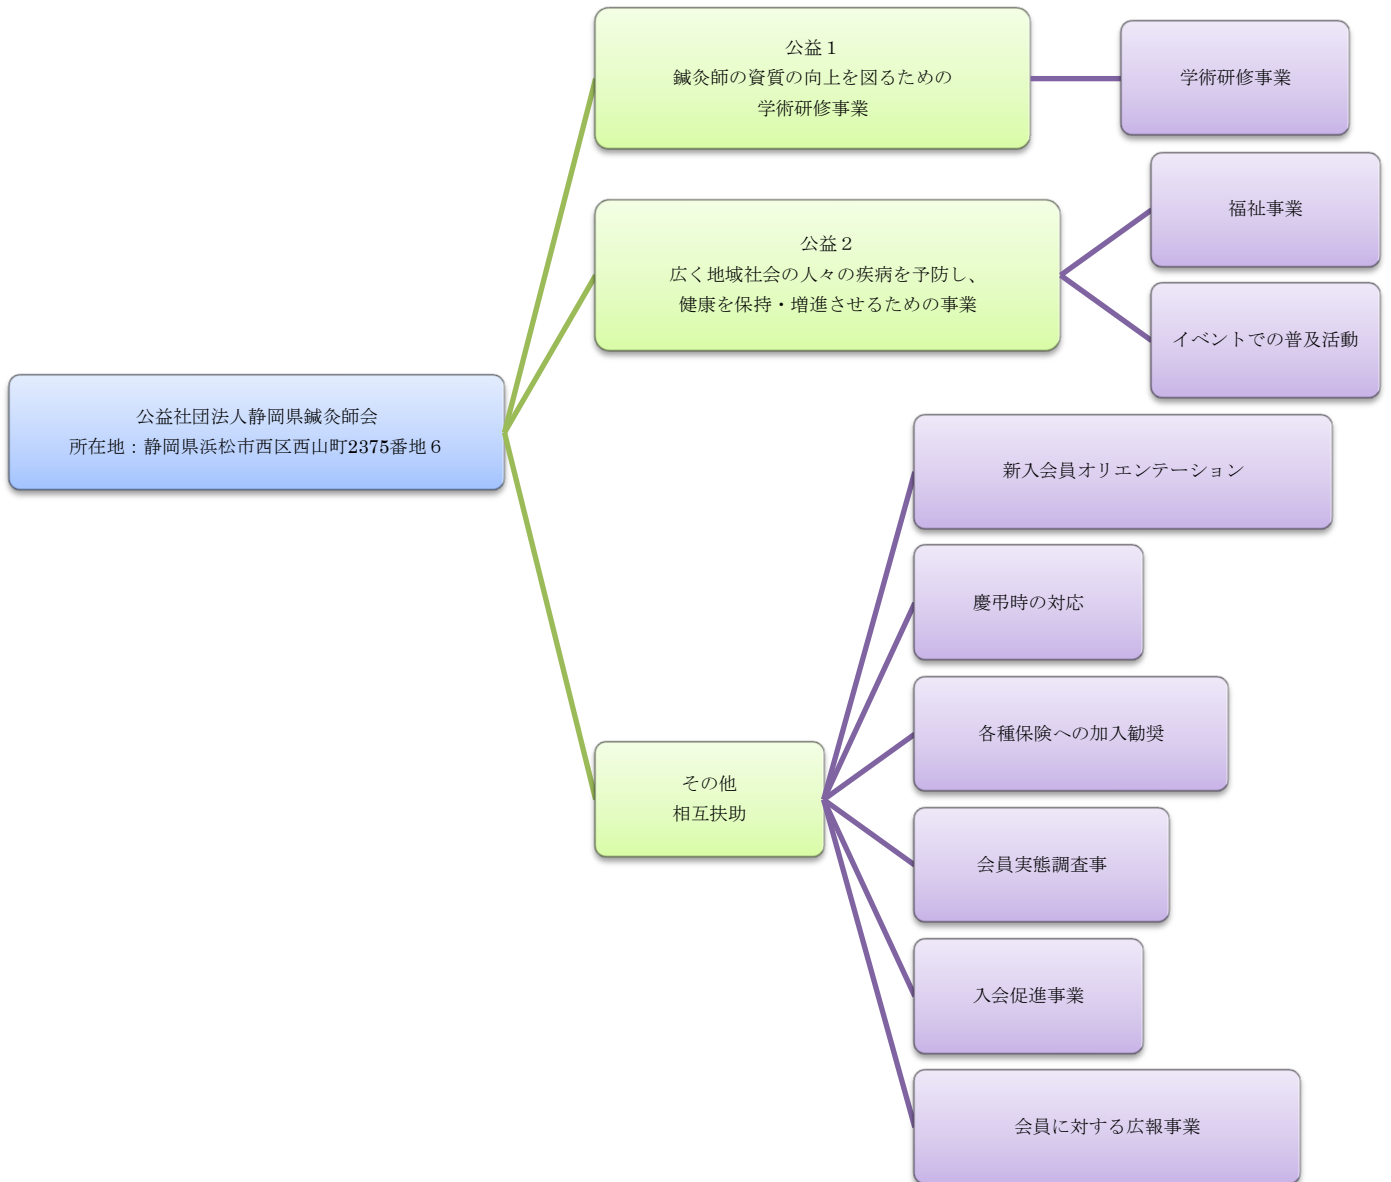 公益１
鍼灸師の資質の向上を図るための
学術研修事業
学術研修事業
公益２
広く地域社会の人々の疾病を予防し、
健康を保持・増進させるための事業
福祉事業
イベントでの普及活動
公益社団法人静岡県鍼灸師会
所在地：静岡県浜松市西区西山町2375番地６
その他
相互扶助
新入会員オリエンテーション
慶弔時の対応
各種保険への加入勧奨
会員実態調査事
入会促進事業
会員に対する広報事業